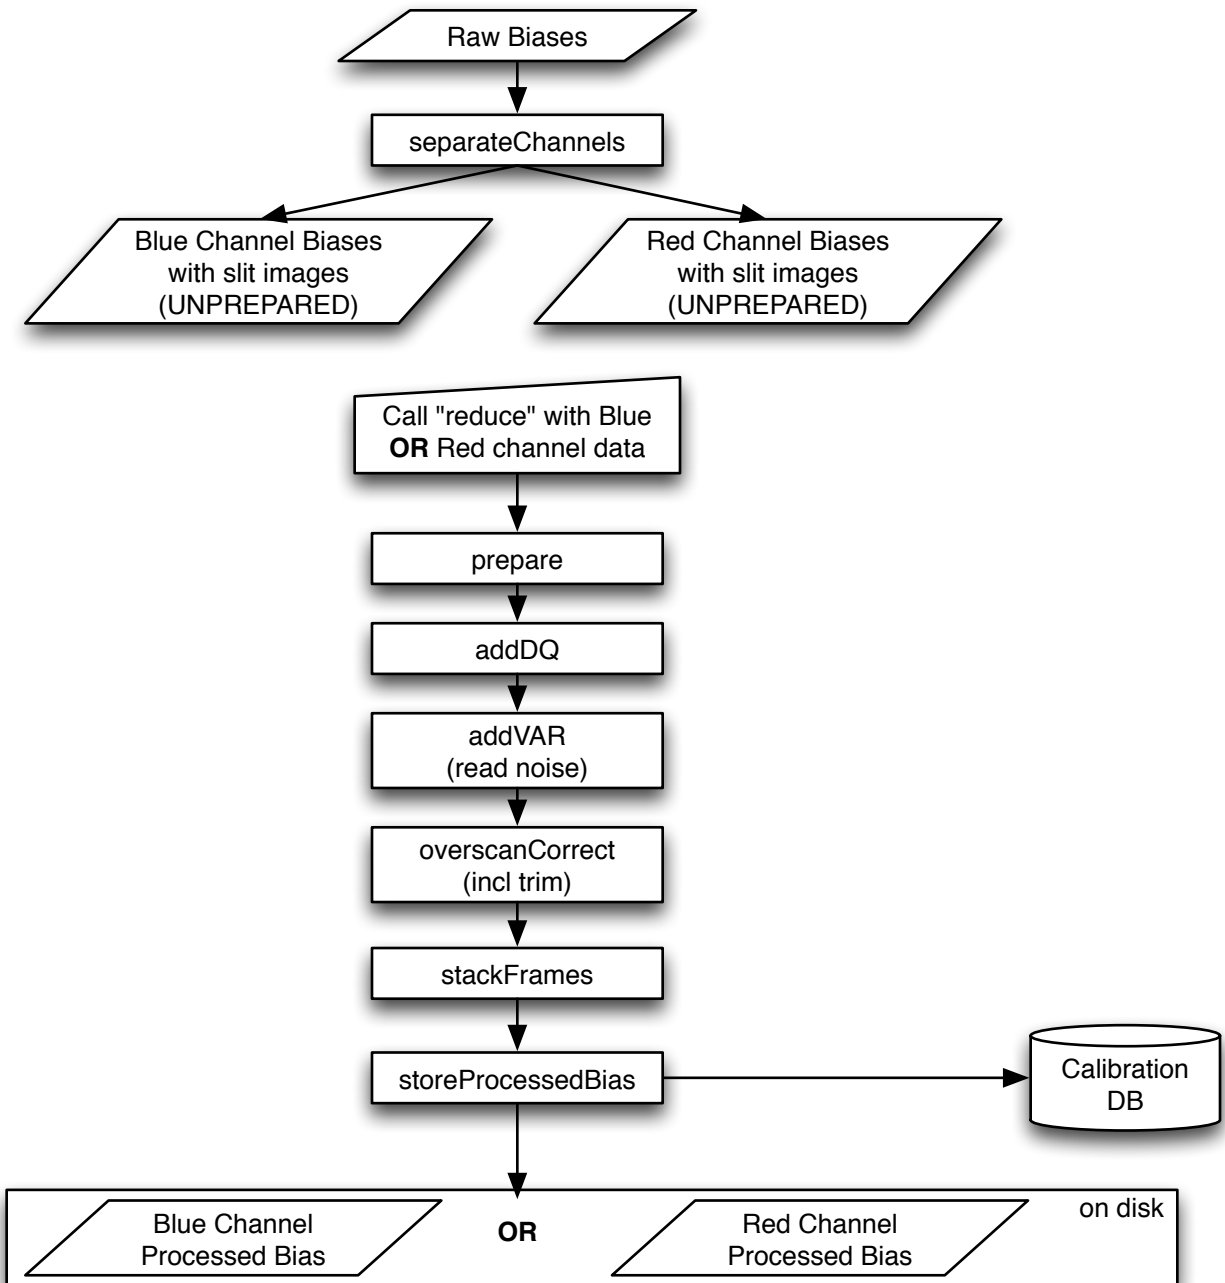 Raw Biases
separateChannels
Blue Channel Biases
with slit images
(UNPREPARED)
Red Channel Biases
with slit images
(UNPREPARED)
Call "reduce" with Blue
OR Red channel data
prepare
addDQ
addVAR
(read noise)
overscanCorrect
(incl trim)
stackFrames
storeProcessedBias
Calibration
DB
on disk
Blue Channel
Processed Bias
OR
Red Channel
Processed Bias